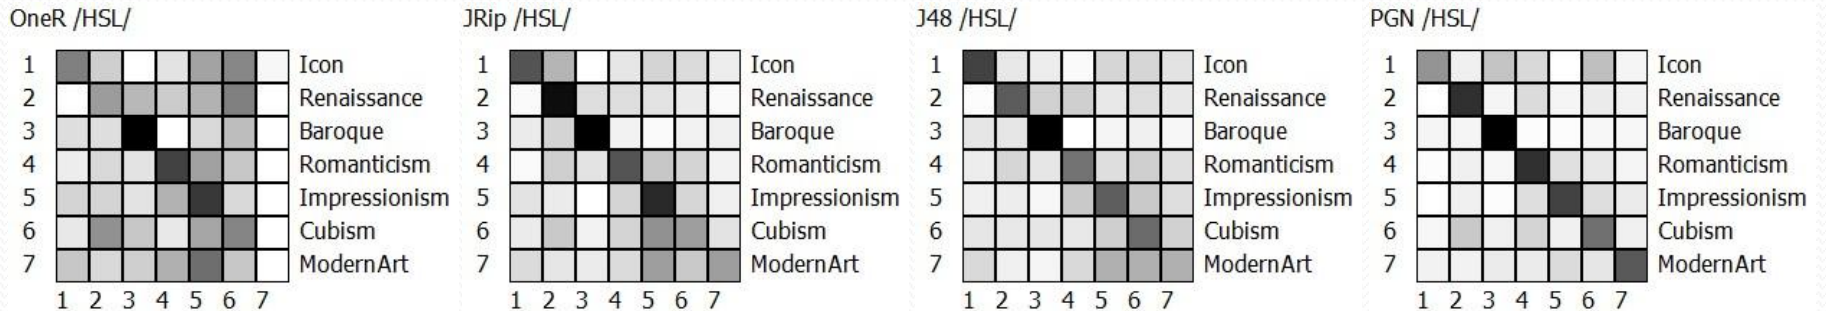 OneR /HSL/
1 Icon
2 Renaissance
3 Baroque
4 Romanticism
5 Impressionism
6 Cubism
7 ModernArt
1 2 3 4 5 6 7
JRip /HSL/
1 Icon
2 Renaissance
3 Baroque
4 Romanticism
5 Impressionism
6 Cubism
7 ModernArt
1 2 3 4 5 6 7
J48 /HSL/
1 Icon
2 Renaissance
3 Baroque
4 Romanticism
5 Impressionism
6 Cubism
7 ModernArt
1 2 3 4 5 6 7
PGN /HSL/
1 Icon
2 Renaissance
3 Baroque
4 Romanticism
5 Impressionism
6 Cubism
7 ModernArt
1 2 3 4 5 6 7